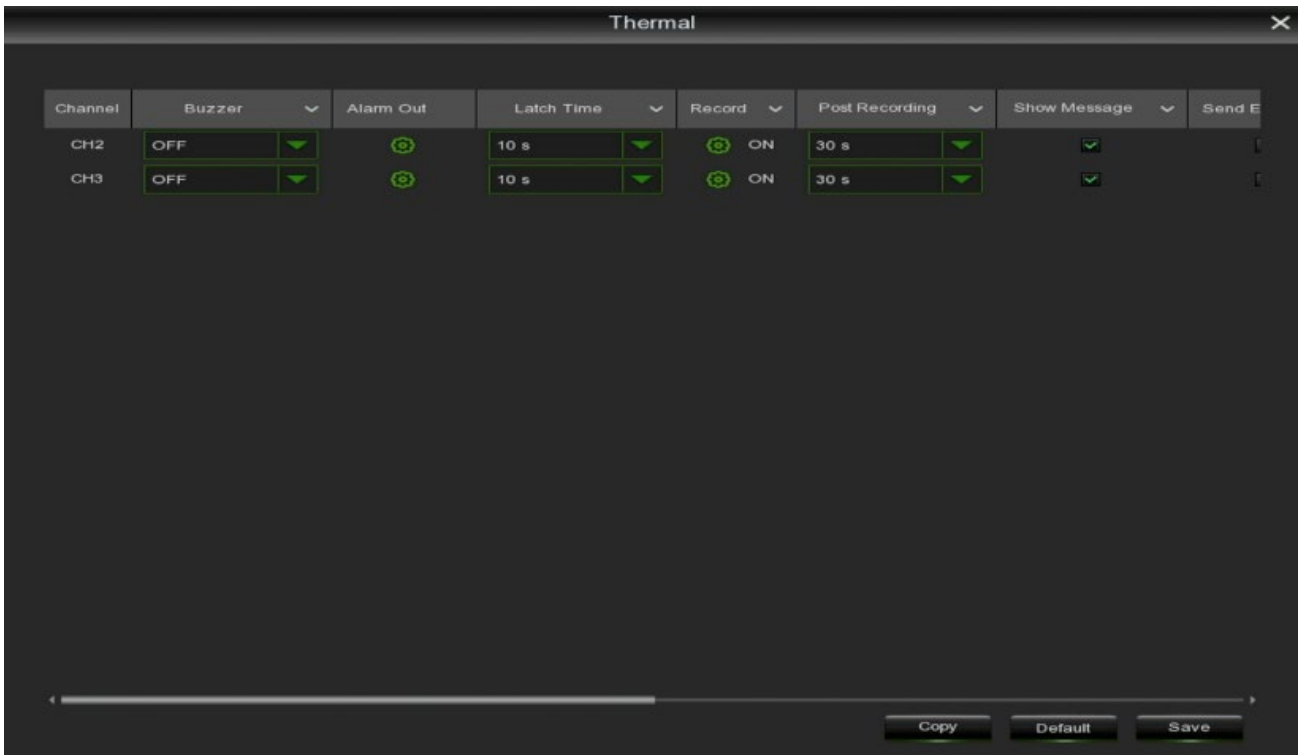 Thermal
Channel Buzzer Alarm Out Latch Time Record Post Recording Show Message Send E
CH2 OFF 10 s ON 30 s
CH3 OFF 10 s ON 30 s
Copy Default Save